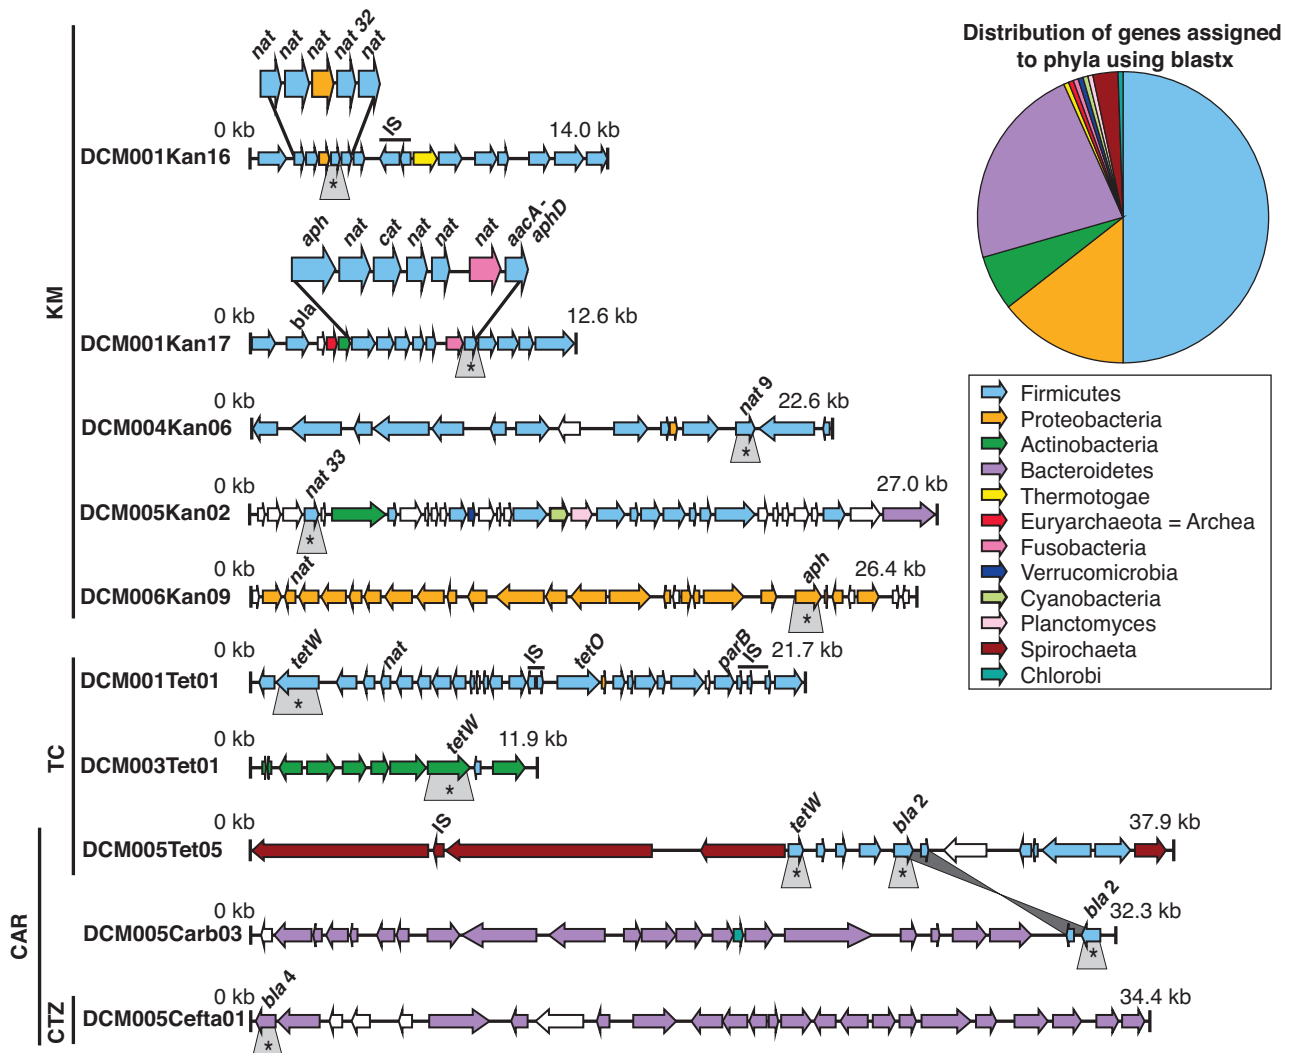 Distribution of genes assigned
to phyla using blastx
nat nat nat nat 32 nat
KM
0 kb IS 14.0 kb
DCM001Kan16
*
aph nat cat nat nat nat aacA-
aphD
0 kb bla 12.6 kb
DCM001Kan17
*
0 kb nat 9 22.6 kb
DCM004Kan06
*
0 kb nat 33 27.0 kb
DCM005Kan02
*
0 kb nat aph 26.4 kb
DCM006Kan09
*
TC
0 kb tetW nat IS tetO parB IS 21.7 kb
DCM001Tet01
*
0 kb tetW 11.9 kb
DCM003Tet01
*
0 kb IS tetW bla 2 37.9 kb
DCM005Tet05
* *
CAR
0 kb bla 2 32.3 kb
DCM005Carb03
*
CTZ
0 kb bla 4 34.4 kb
DCM005Cefta01
*
Firmicutes
Proteobacteria
Actinobacteria
Bacteroidetes
Thermotogae
Euryarchaeota = Archea
Fusobacteria
Verrucomicrobia
Cyanobacteria
Planctomyces
Spirochaeta
Chlorobi